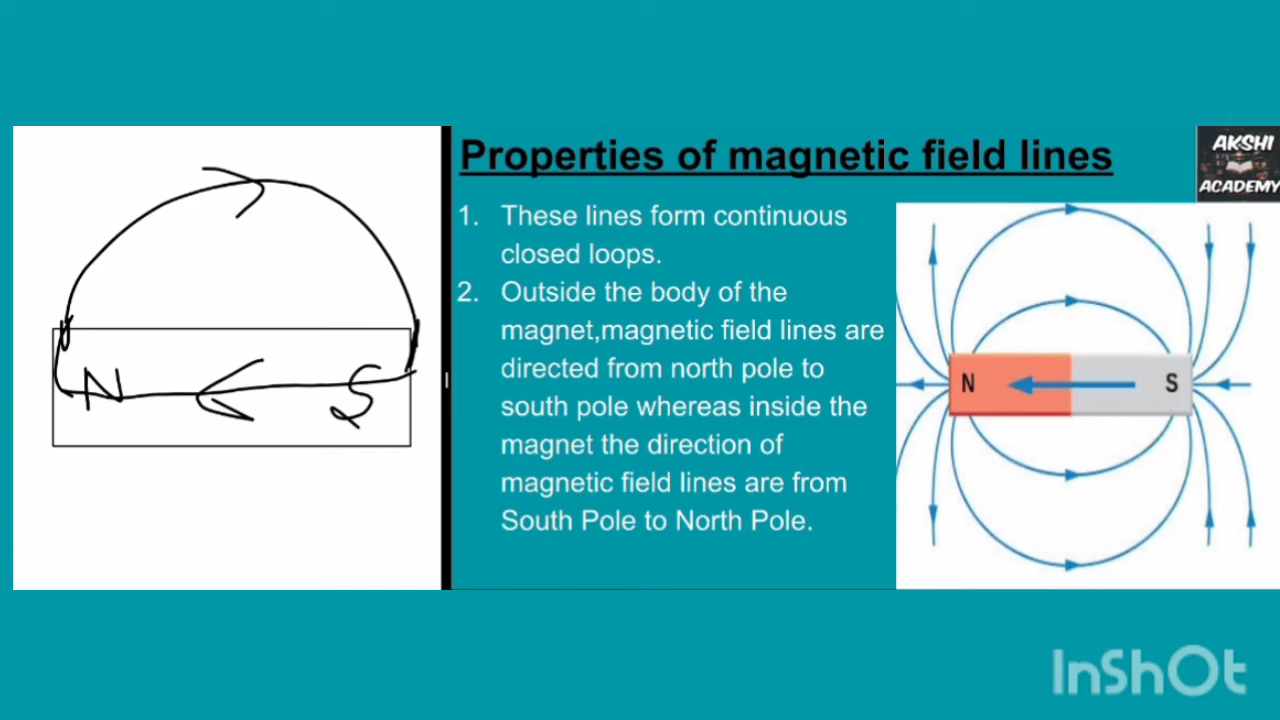 Properties of magnetic field lines
AKSHI
ACADEMY
1. These lines form continuous
closed loops.
2. Outside the body of the
magnet,magnetic field lines are
directed from north pole to
south pole whereas inside the
magnet the direction of
magnetic field lines are from
South Pole to North Pole.
N S
N S
InShOt